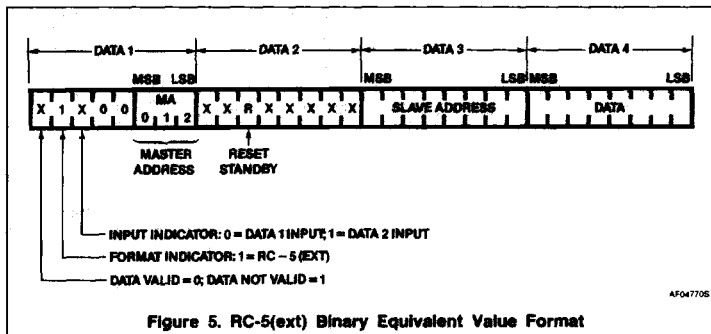 DATA 1 DATA 2 DATA 3 DATA 4
MSB LSB MSB LSB MSB LSB
X 1 X 0 0 MA 0 1 2 X X R X X X X X SLAVE ADDRESS DATA
MASTER ADDRESS
RESET STANDBY
INPUT INDICATOR: 0 = DATA 1 INPUT; 1 = DATA 2 INPUT
FORMAT INDICATOR: 1 = RC – 5 (EXT)
DATA VALID = 0; DATA NOT VALID = 1
AF04770S
Figure 5. RC-5(ext) Binary Equivalent Value Format